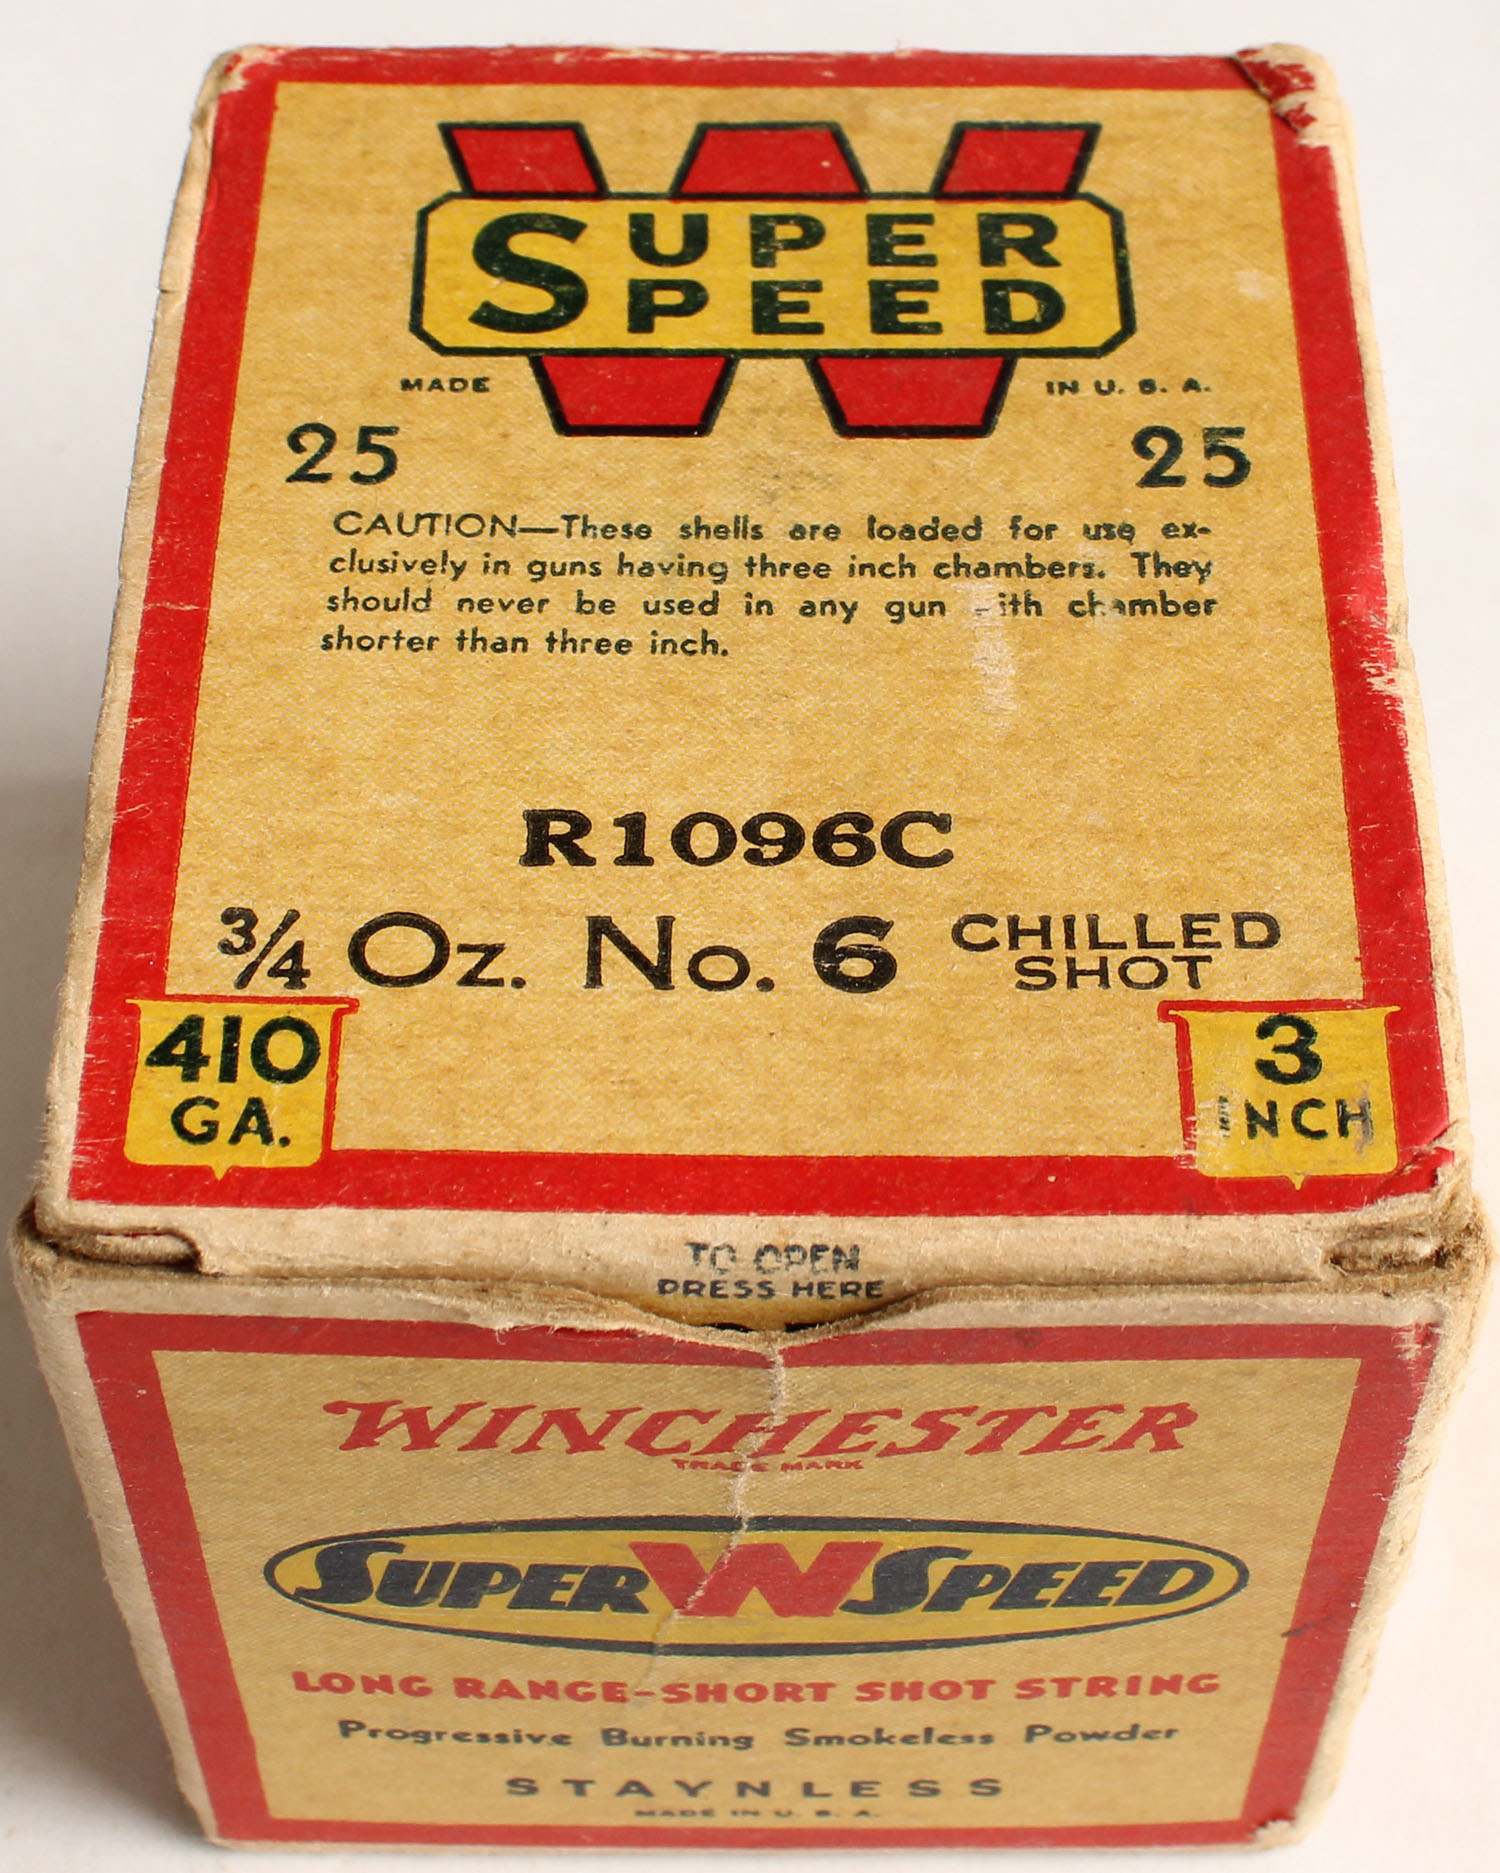 SUPER
SPEED
MADE IN U. S. A.
25 25
CAUTION—These shells are loaded for use ex-
clusively in guns having three inch chambers. They
should never be used in any gun with chamber
shorter than three inch.
R1096C
3/4 Oz. No. 6 CHILLED
SHOT
410
GA.
3
INCH
TO OPEN
PRESS HERE
WINCHESTER
TRADE MARK
SUPER W SPEED
LONG RANGE-SHORT SHOT STRING
Progressive Burning Smokeless Powder
STAYNLESS
MADE IN U. S. A.